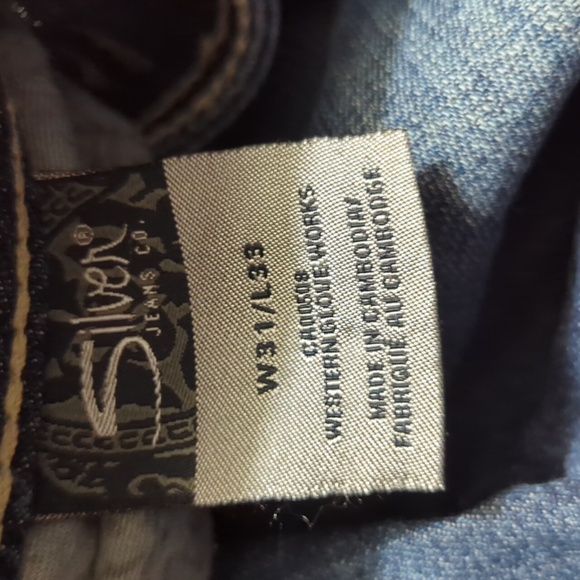 Silver®
JEANS CO.
W31/L33
CA00508
WESTERN GLOVE WORKS
MADE IN CAMBODIA/
FABRIQUÉ AU CAMBODGE